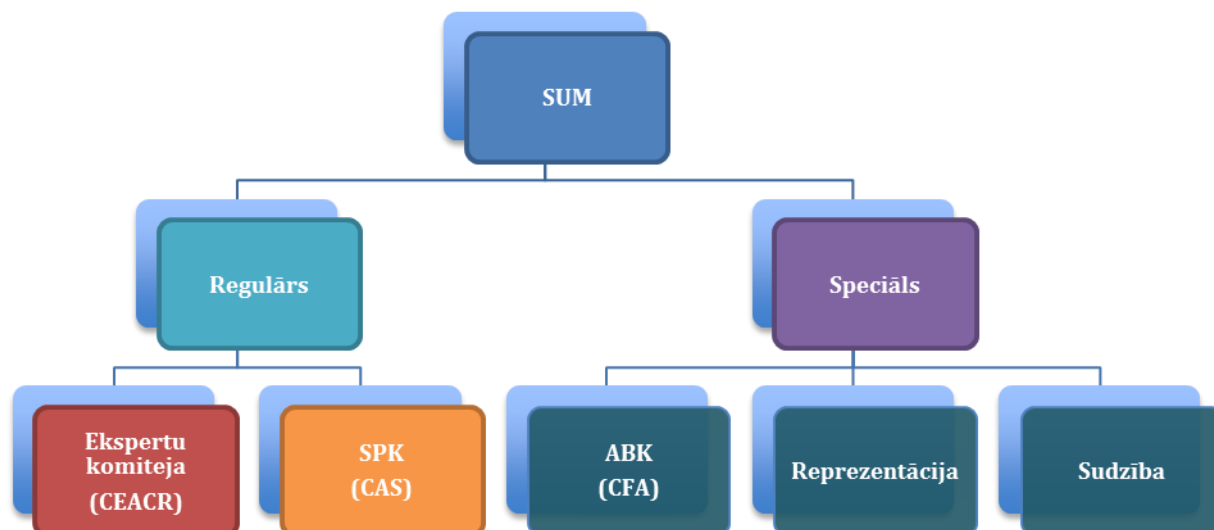 SUM
Regulārs
Speciāls
Ekspertu
komiteja
(CEACR)
SPK
(CAS)
ABK
(CFA)
Reprezentācija
Sudzība